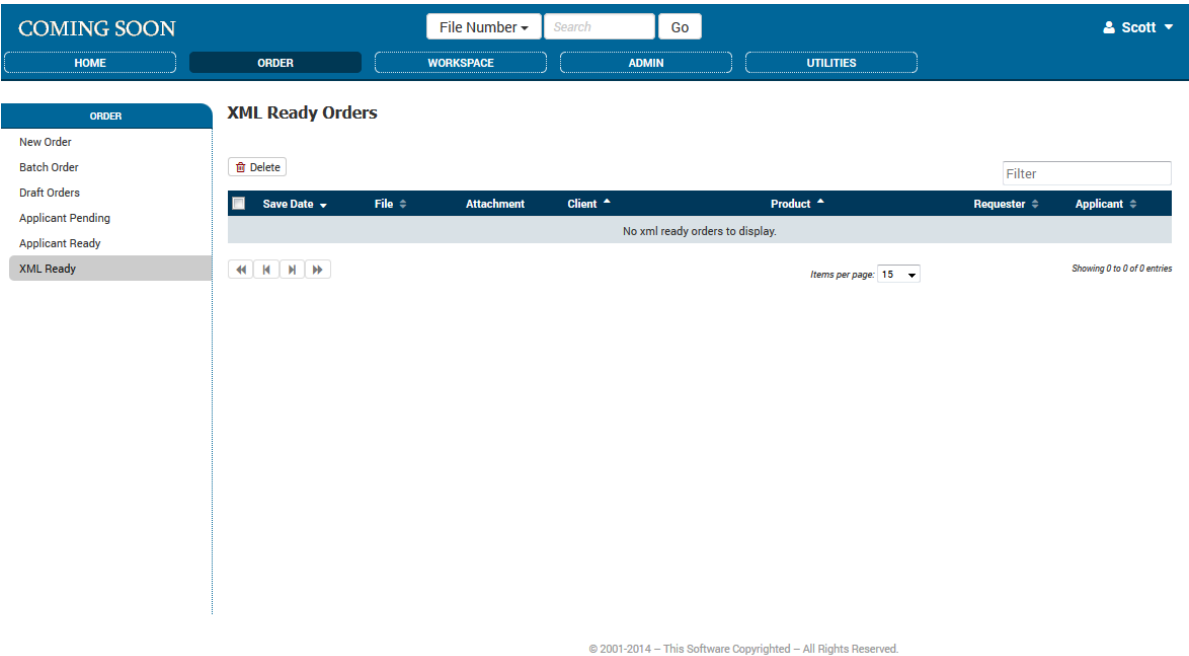 COMING SOON File Number Search Go Scott
HOME ORDER WORKSPACE ADMIN UTILITIES
ORDER
New Order
Batch Order
Draft Orders
Applicant Pending
Applicant Ready
XML Ready
XML Ready Orders
Delete Filter
Save Date File Attachment Client Product Requester Applicant
No xml ready orders to display.
Items per page: 15 Showing 0 to 0 of 0 entries
© 2001-2014 – This Software Copyrighted – All Rights Reserved.